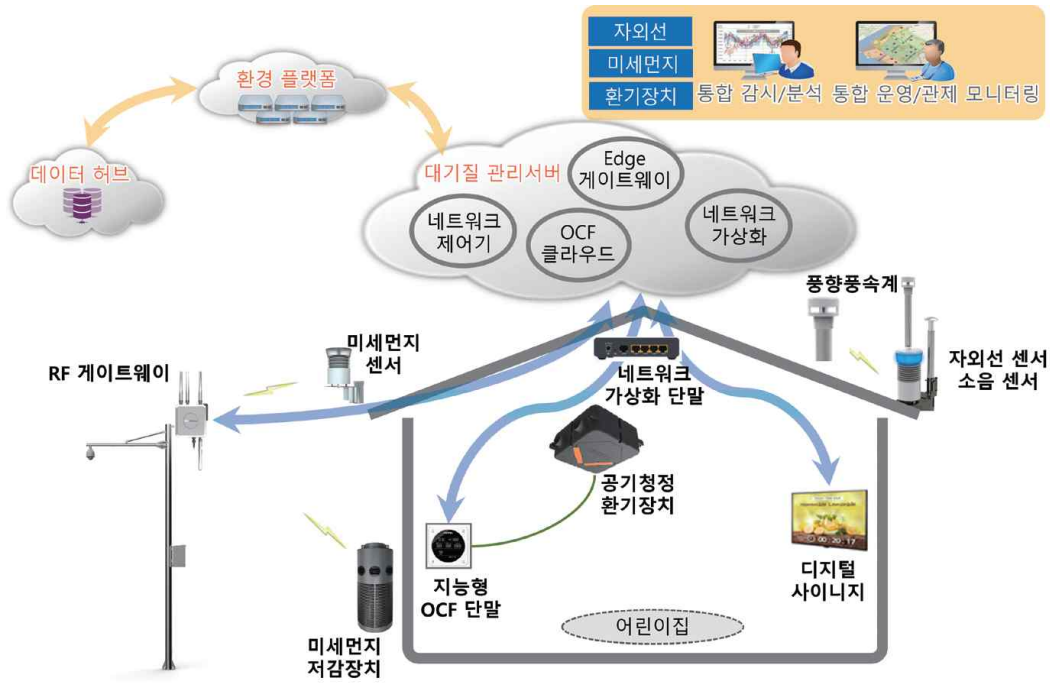 자외선
미세먼지
환기장치
통합 감시/분석
통합 운영/관제 모니터링
환경 플랫폼
데이터 허브
대기질 관리서버
Edge
게이트웨이
네트워크
제어기
OCF
클라우드
네트워크
가상화
풍향풍속계
미세먼지
센서
RF 게이트웨이
네트워크
가상화 단말
자외선 센서
소음 센서
공기청정
환기장치
지능형
OCF 단말
디지털
사이니지
00:20:17
미세먼지
저감장치
어린이집